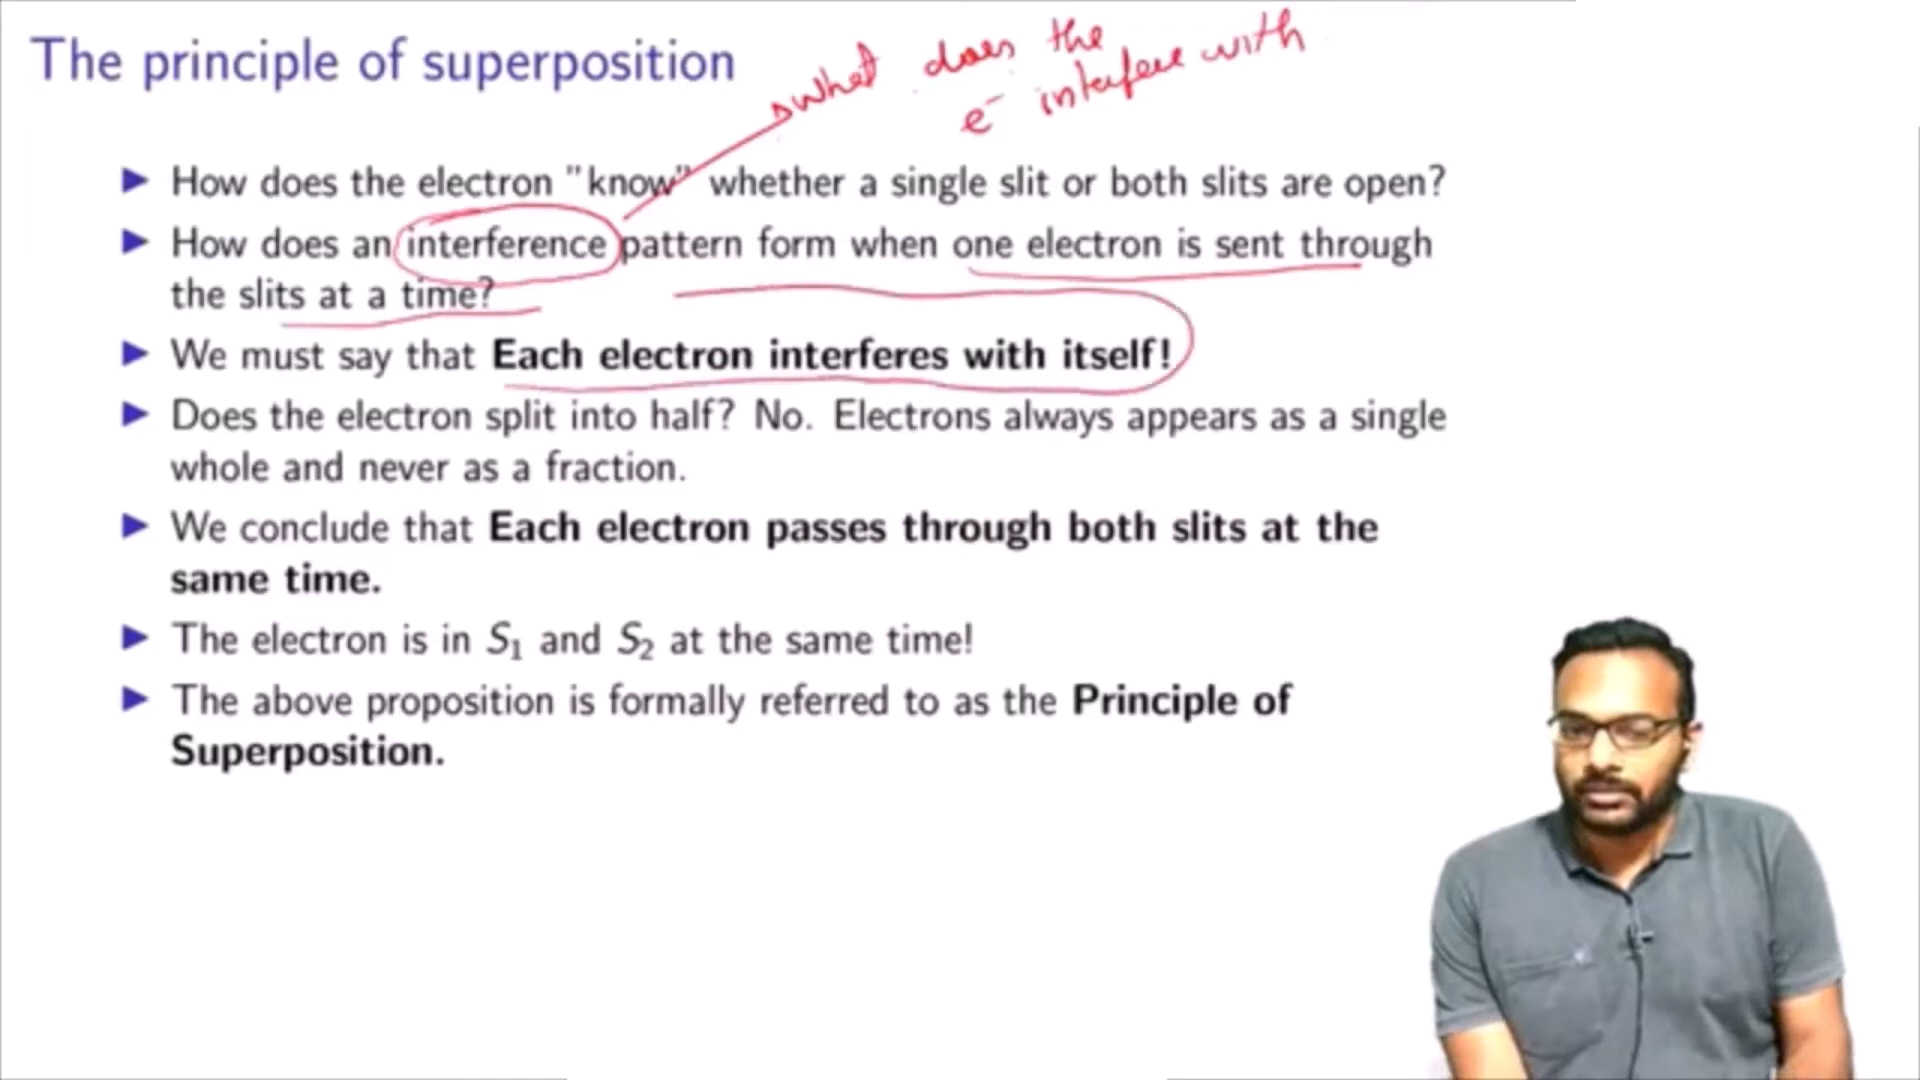 The principle of superposition
what does the
e⁻ interfere with
▶ How does the electron "know" whether a single slit or both slits are open?
▶ How does an interference pattern form when one electron is sent through
the slits at a time?
▶ We must say that Each electron interferes with itself!
▶ Does the electron split into half? No. Electrons always appears as a single
whole and never as a fraction.
▶ We conclude that Each electron passes through both slits at the
same time.
▶ The electron is in S₁ and S₂ at the same time!
▶ The above proposition is formally referred to as the Principle of
Superposition.